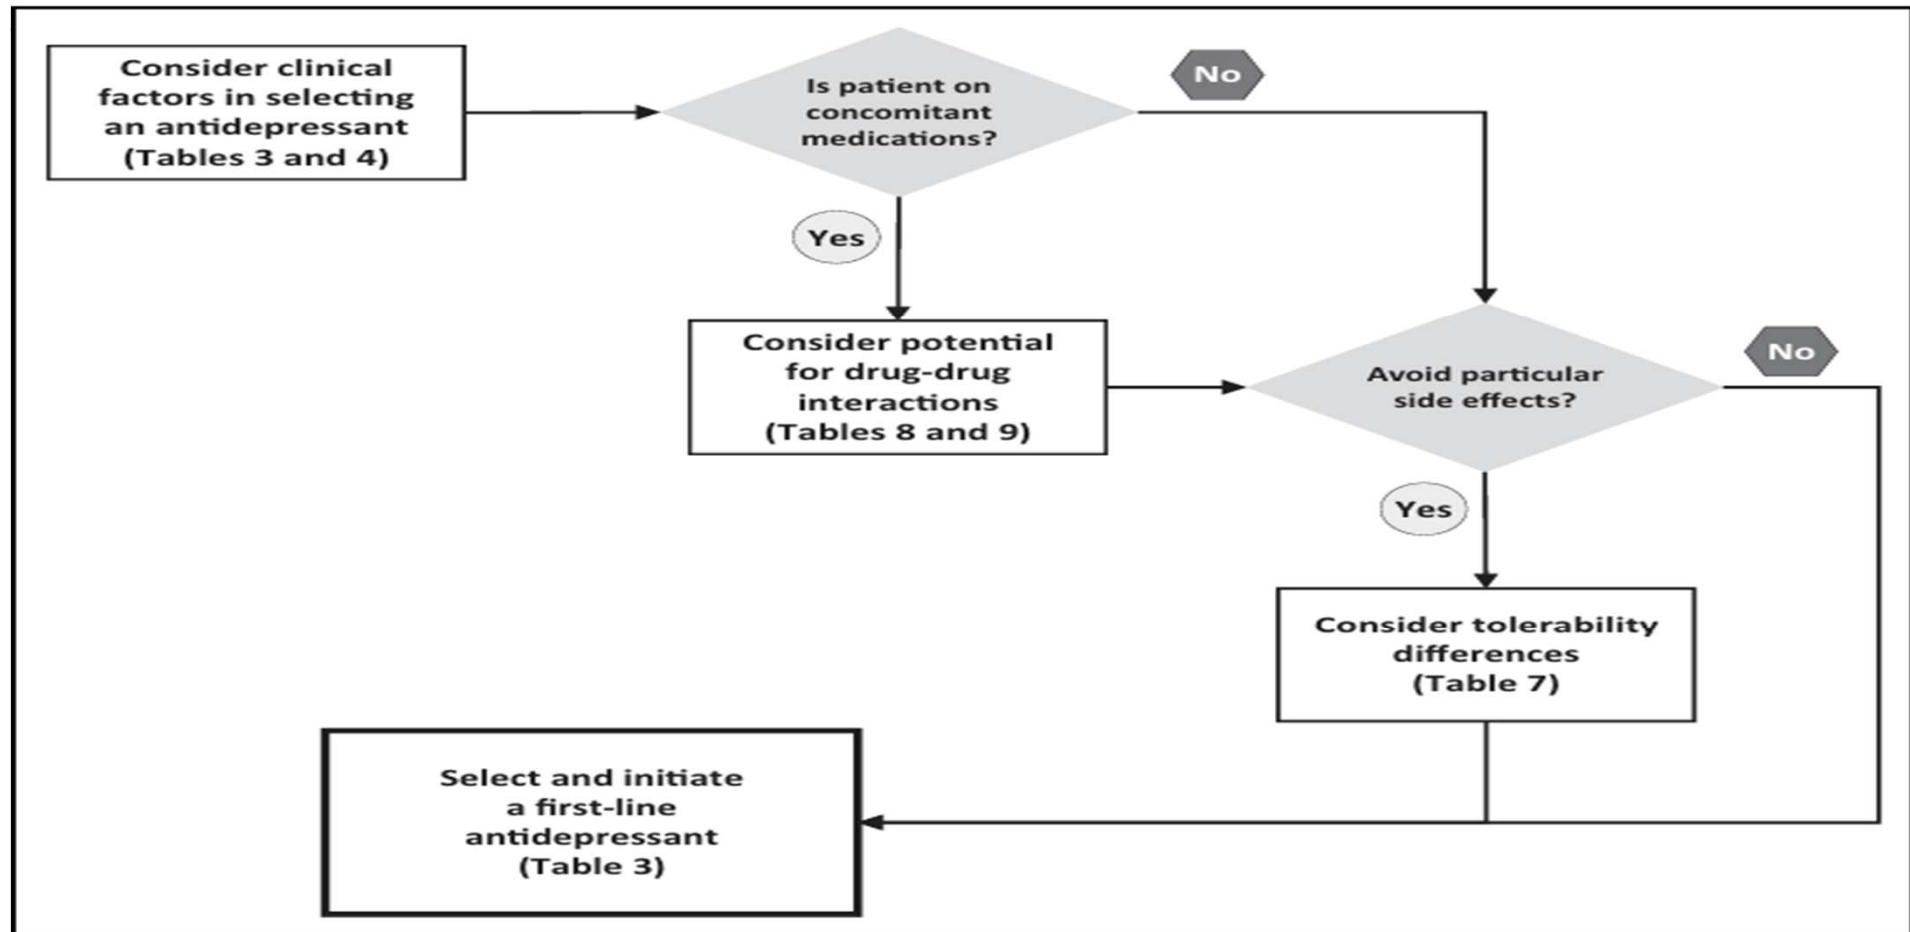 Consider clinical
factors in selecting
an antidepressant
(Tables 3 and 4)
Is patient on
concomitant
medications?
No
Yes
Consider potential
for drug-drug
interactions
(Tables 8 and 9)
Avoid particular
side effects?
No
Yes
Consider tolerability
differences
(Table 7)
Select and initiate
a first-line
antidepressant
(Table 3)